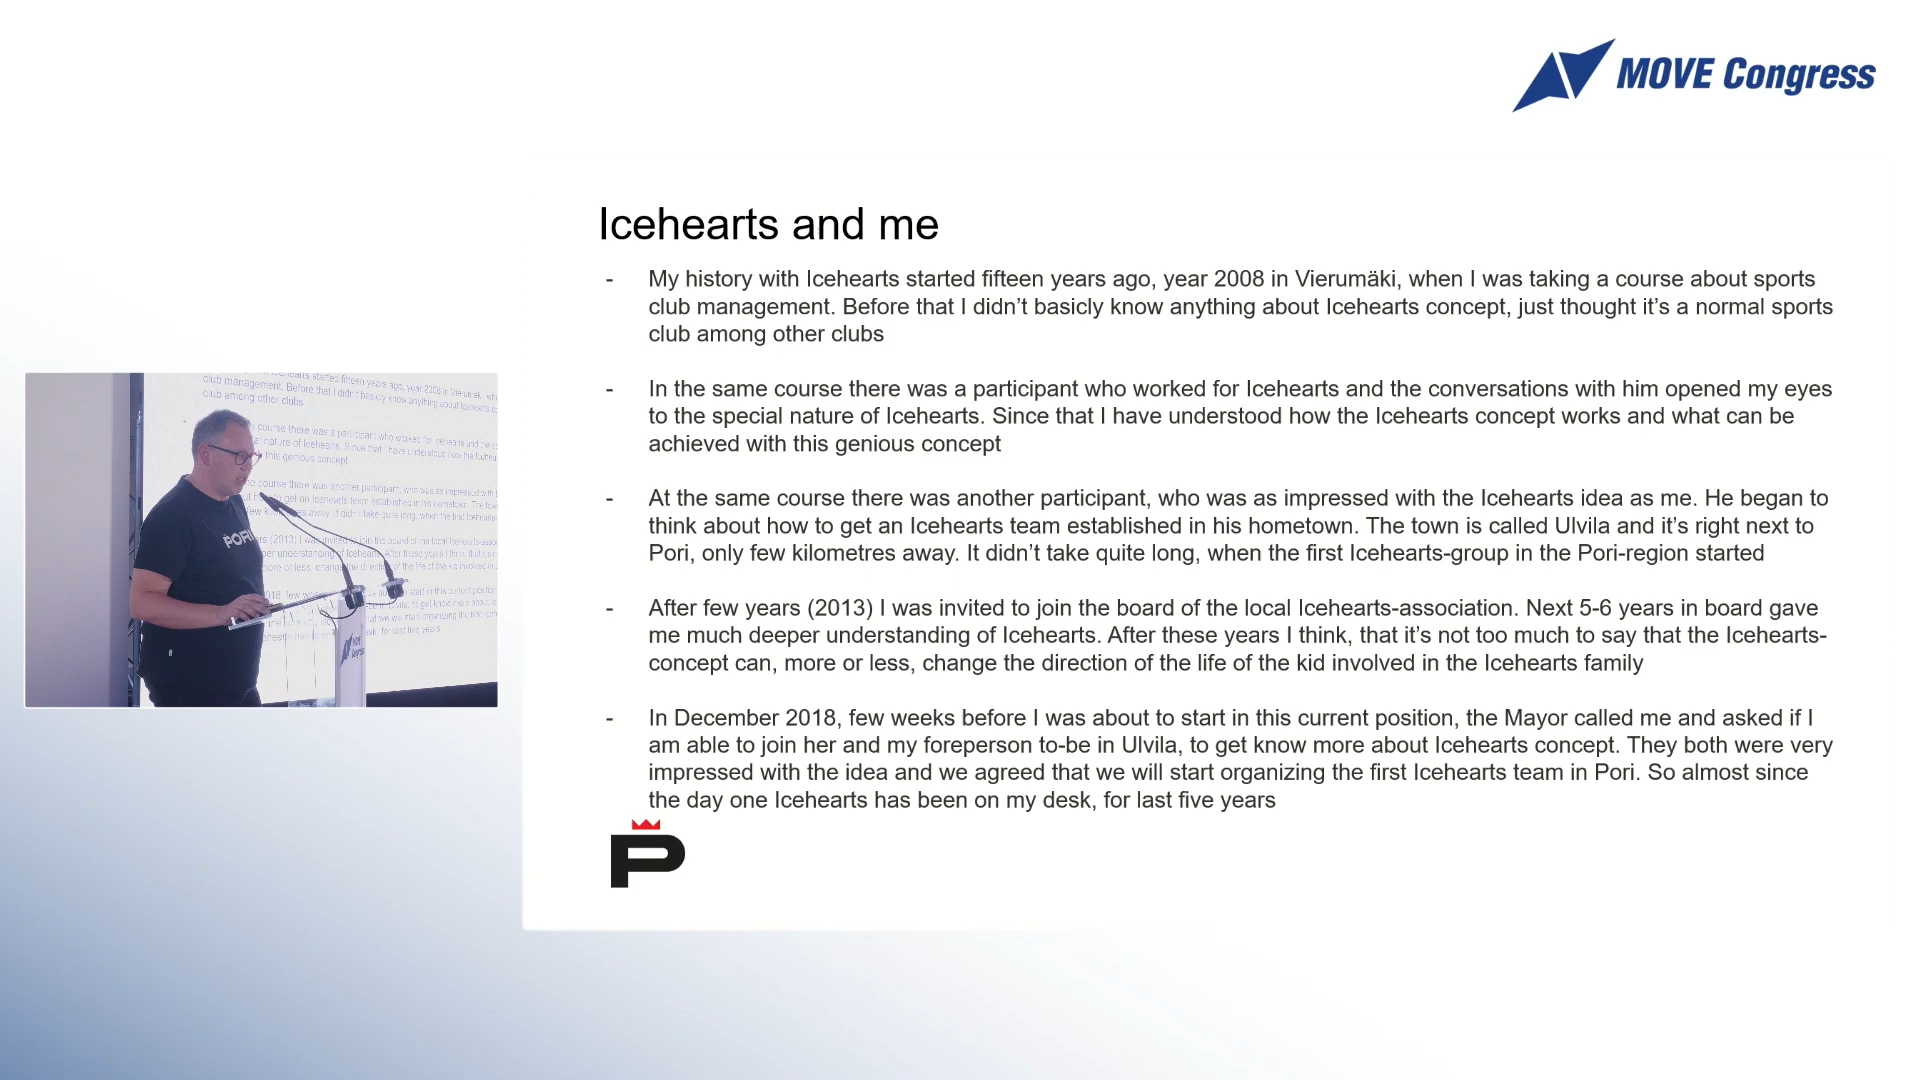 MOVE Congress
Icehearts and me
- My history with Icehearts started fifteen years ago, year 2008 in Vierumäki, when I was taking a course about sports
club management. Before that I didn’t basicly know anything about Icehearts concept, just thought it’s a normal sports
club among other clubs
- In the same course there was a participant who worked for Icehearts and the conversations with him opened my eyes
to the special nature of Icehearts. Since that I have understood how the Icehearts concept works and what can be
achieved with this genious concept
- At the same course there was another participant, who was as impressed with the Icehearts idea as me. He began to
think about how to get an Icehearts team established in his hometown. The town is called Ulvila and it’s right next to
Pori, only few kilometres away. It didn’t take quite long, when the first Icehearts-group in the Pori-region started
- After few years (2013) I was invited to join the board of the local Icehearts-association. Next 5-6 years in board gave
me much deeper understanding of Icehearts. After these years I think, that it’s not too much to say that the Icehearts-
concept can, more or less, change the direction of the life of the kid involved in the Icehearts family
- In December 2018, few weeks before I was about to start in this current position, the Mayor called me and asked if I
am able to join her and my foreperson to-be in Ulvila, to get know more about Icehearts concept. They both were very
impressed with the idea and we agreed that we will start organizing the first Icehearts team in Pori. So almost since
the day one Icehearts has been on my desk, for last five years
P